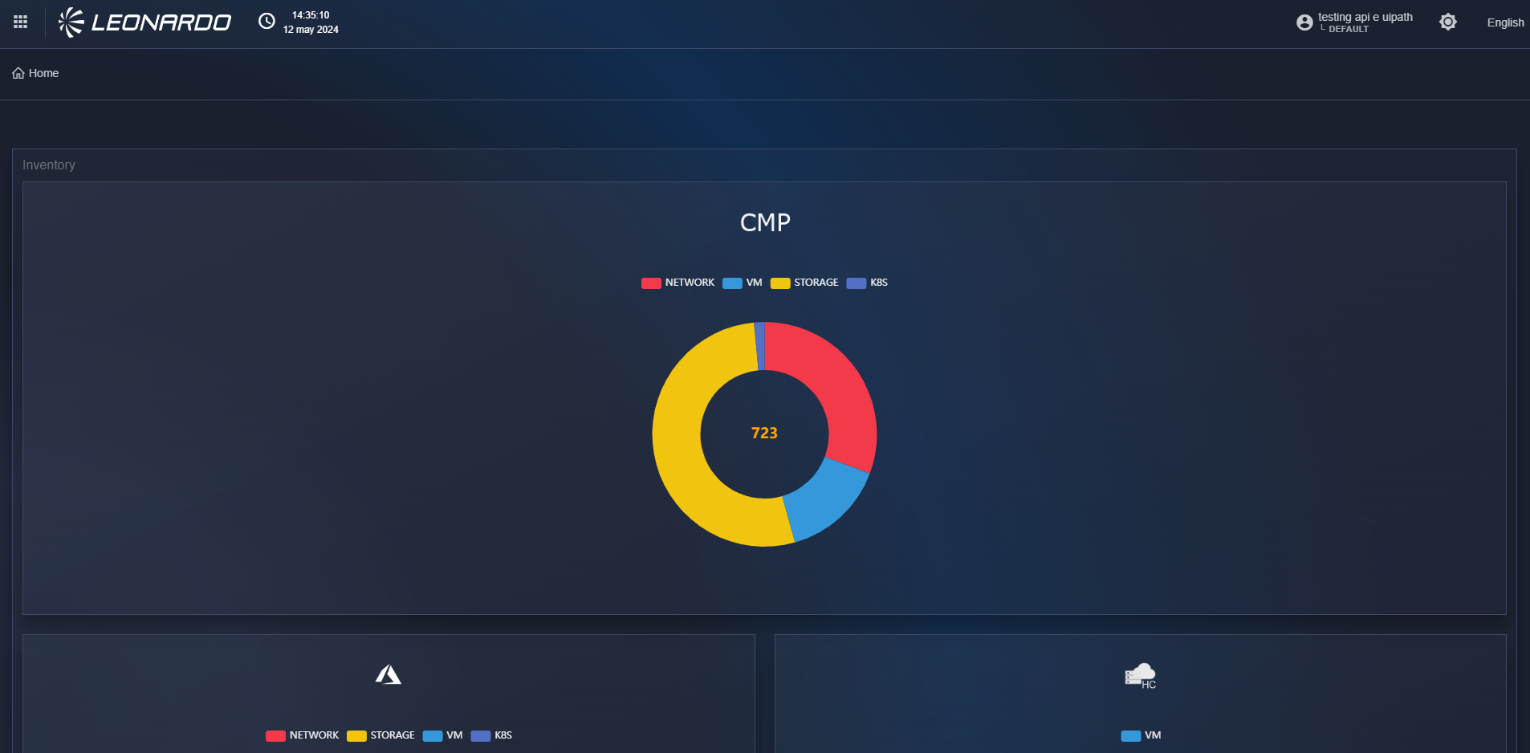 LEONARDO
14:35:10
12 may 2024
testing api e uipath
DEFAULT
English
Home
Inventory
CMP
NETWORK VM STORAGE K8S
723
HC
NETWORK STORAGE VM K8S
VM